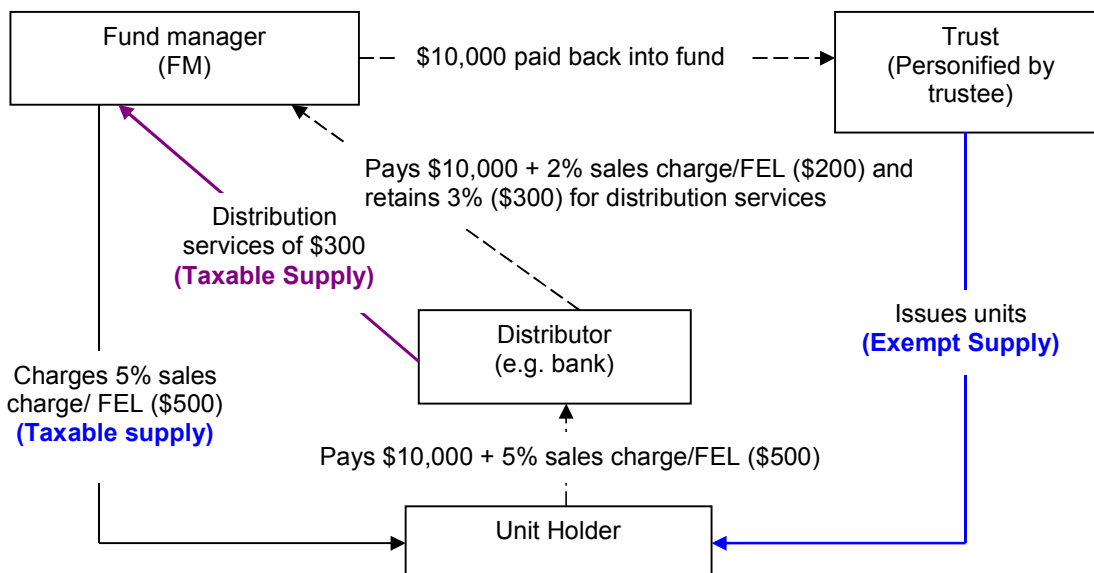 Fund manager
(FM)
$10,000 paid back into fund
Trust
(Personified by
trustee)
Pays $10,000 + 2% sales charge/FEL ($200) and
retains 3% ($300) for distribution services
Distribution
services of $300
(Taxable Supply)
Distributor
(e.g. bank)
Issues units
(Exempt Supply)
Charges 5% sales
charge/ FEL ($500)
(Taxable supply)
Pays $10,000 + 5% sales charge/FEL ($500)
Unit Holder